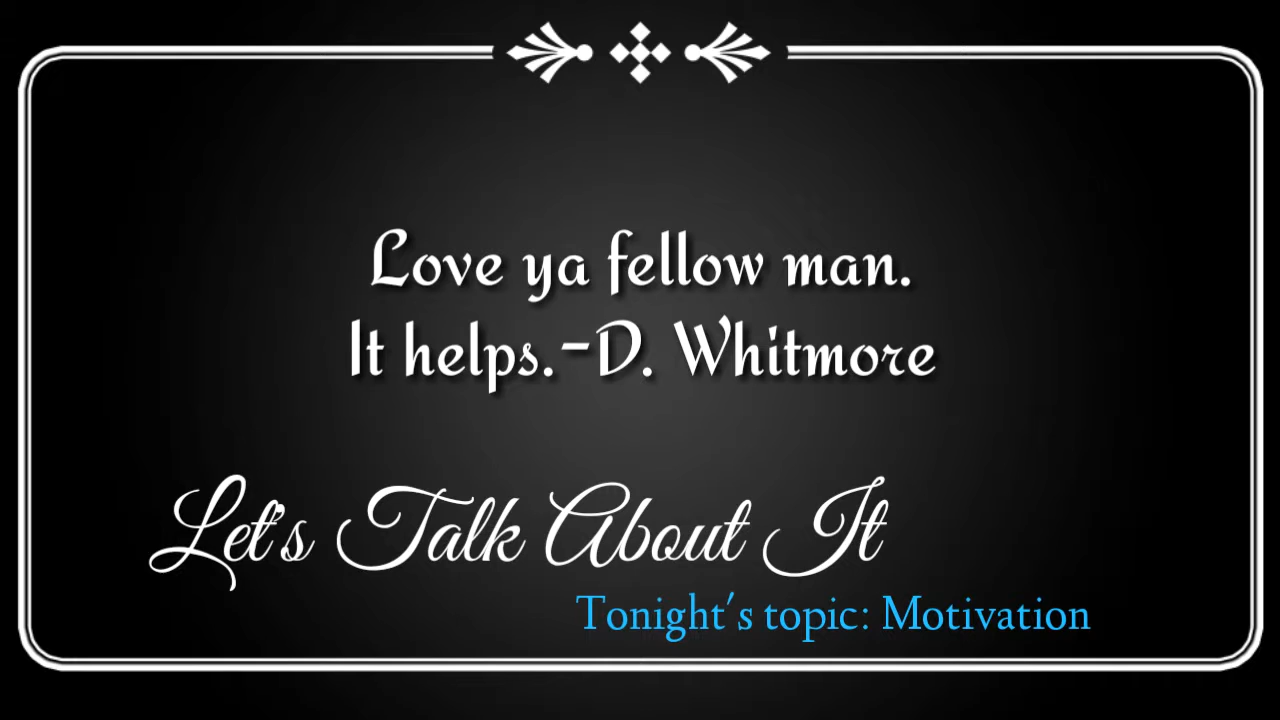 Love ya fellow man.
It helps.-D. Whitmore
Let's Talk About It
Tonight's topic: Motivation